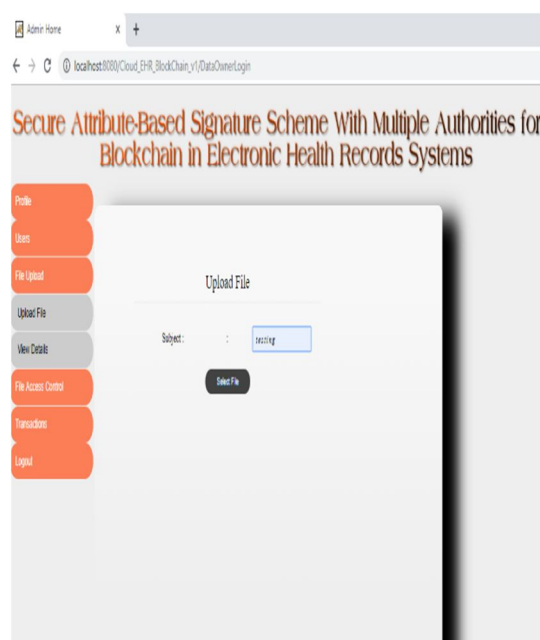 Admin Home
localhost:8080/Cloud_EHR_BlockChain_v1/DataOwnerLogin
Secure Attribute-Based Signature Scheme With Multiple Authorities for
Blockchain in Electronic Health Records Systems
Profile
Users
File Upload
Upload File
View Details
File Access Control
Transactions
Logout
Upload File
Subject : : testing
Select File